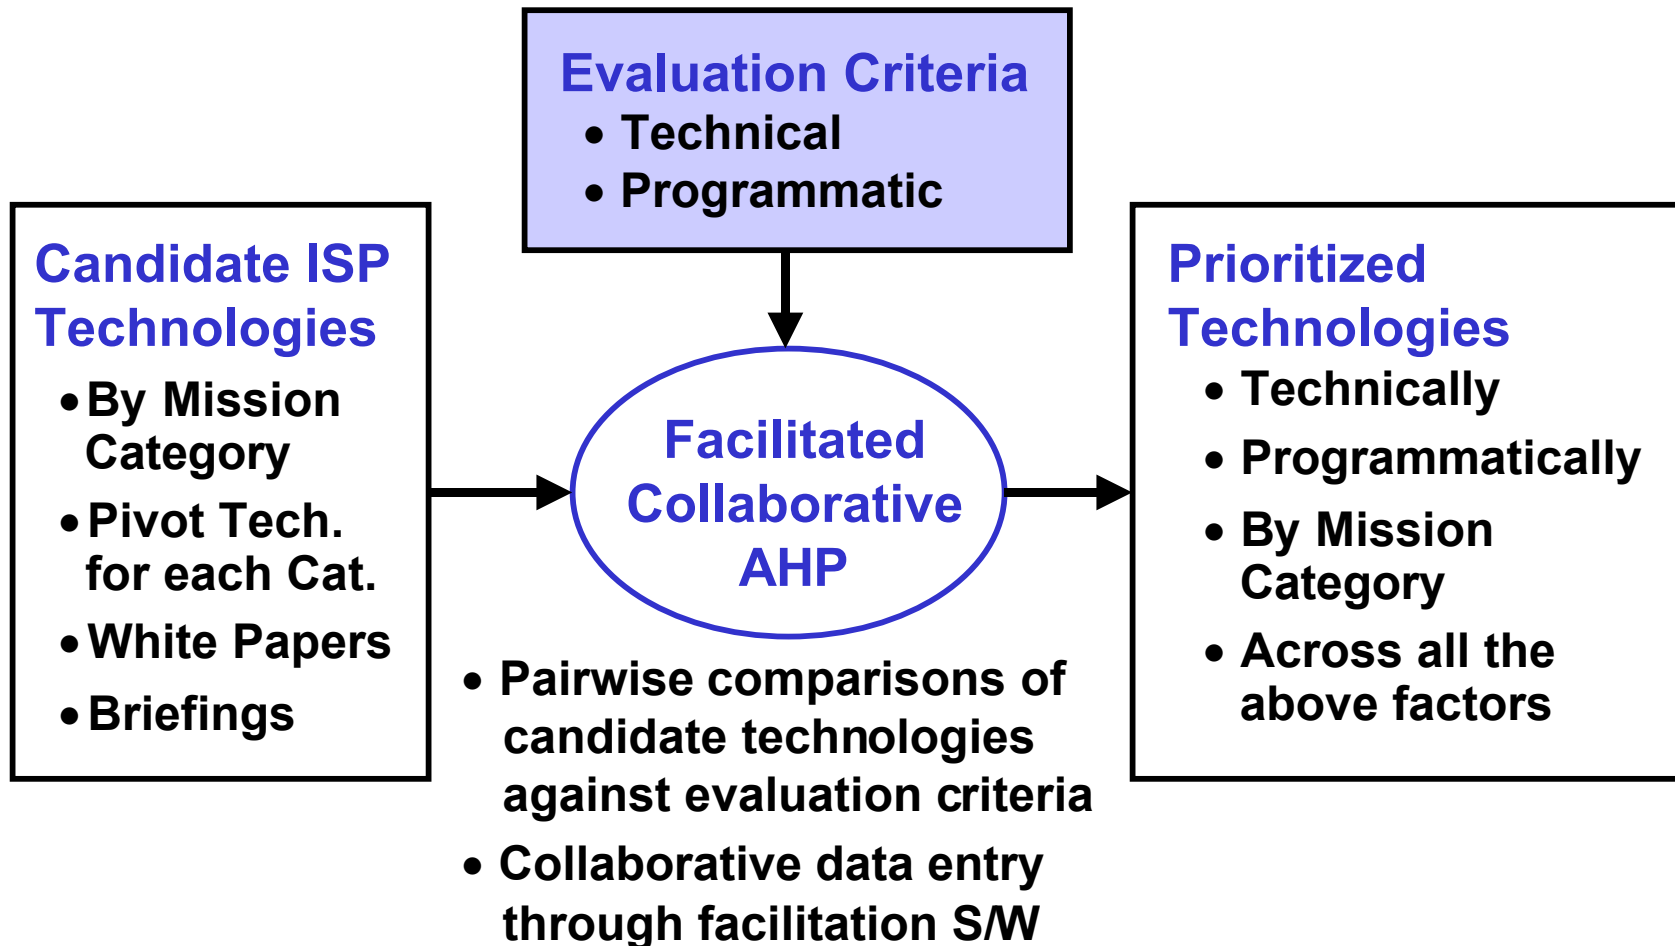 Evaluation Criteria
• Technical
• Programmatic
Candidate ISP
Technologies
• By Mission
Category
• Pivot Tech.
for each Cat.
• White Papers
• Briefings
Facilitated
Collaborative
AHP
• Pairwise comparisons of
candidate technologies
against evaluation criteria
• Collaborative data entry
through facilitation S/W
Prioritized
Technologies
• Technically
• Programmatically
• By Mission
Category
• Across all the
above factors